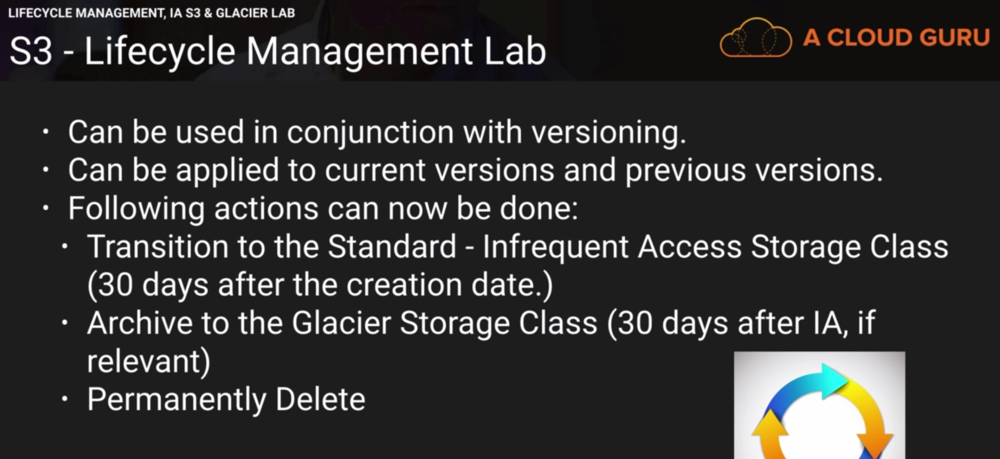 LIFECYCLE MANAGEMENT, IA S3 & GLACIER LAB
S3 - Lifecycle Management Lab
A CLOUD GURU
· Can be used in conjunction with versioning.
· Can be applied to current versions and previous versions.
· Following actions can now be done:
· Transition to the Standard - Infrequent Access Storage Class
(30 days after the creation date.)
· Archive to the Glacier Storage Class (30 days after IA, if
relevant)
· Permanently Delete